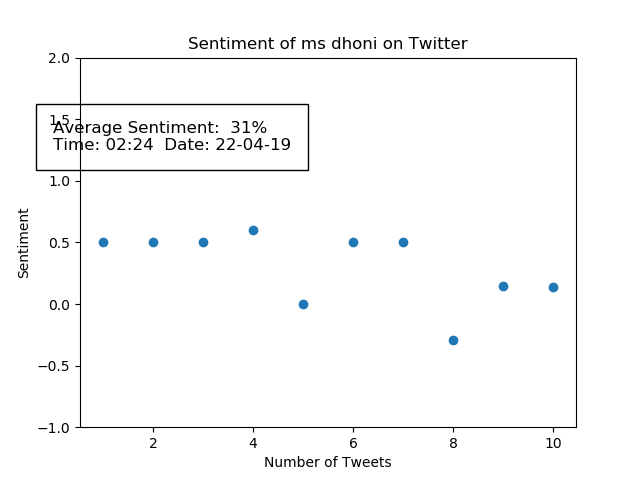 Sentiment of ms dhoni on Twitter
2.0
1.5
Average Sentiment:  31%
Time: 02:24  Date: 22-04-19
1.0
Sentiment
0.5
0.0
−0.5
−1.0
2 4 6 8 10
Number of Tweets